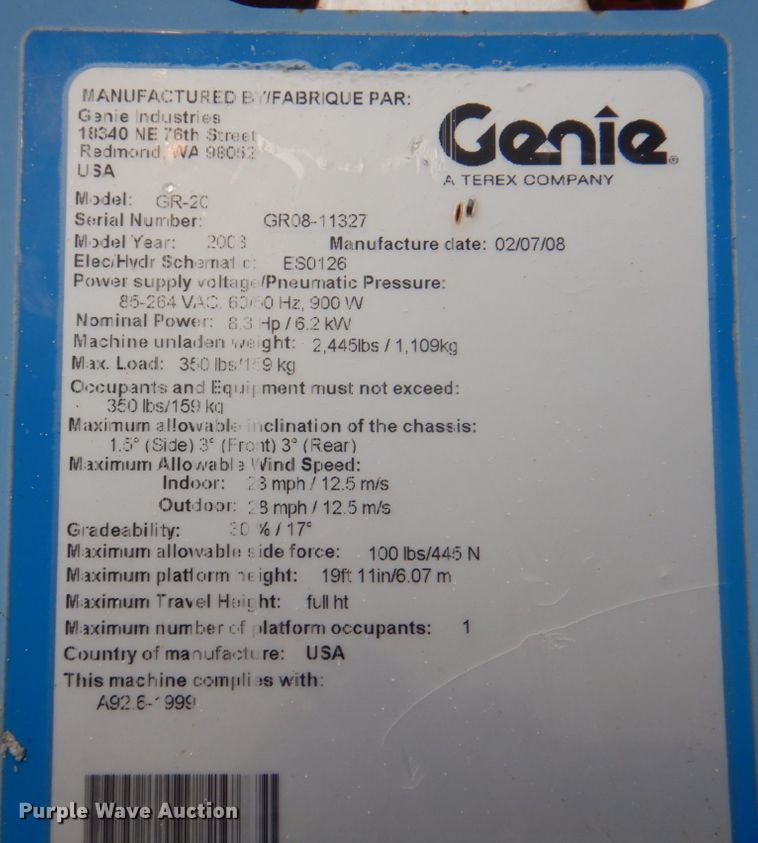 MANUFACTURED BY/FABRIQUE PAR:
Genie Industries
18340 NE 76th Street
Redmond, WA 98052
USA
Genie
A TEREX COMPANY
Model: GR-20
Serial Number: GR08-11327
Model Year: 2008 Manufacture date: 02/07/08
Elec/Hydr Schematic: ES0126
Power supply voltage/Pneumatic Pressure:
85-264 VAC, 60/50 Hz, 900 W
Nominal Power: 8.3 Hp / 6.2 kW
Machine unladen weight: 2,445lbs / 1,109kg
Max. Load: 350 lbs/159 kg
Occupants and Equipment must not exceed:
350 lbs/159 kg
Maximum allowable inclination of the chassis:
1.5° (Side) 3° (Front) 3° (Rear)
Maximum Allowable Wind Speed:
Indoor: 28 mph / 12.5 m/s
Outdoor: 28 mph / 12.5 m/s
Gradeability: 30 % / 17°
Maximum allowable side force: 100 lbs/445 N
Maximum platform height: 19ft 11in/6.07 m
Maximum Travel Height: full ht
Maximum number of platform occupants: 1
Country of manufacture: USA
This machine complies with:
A92.6-1999
Purple Wave Auction